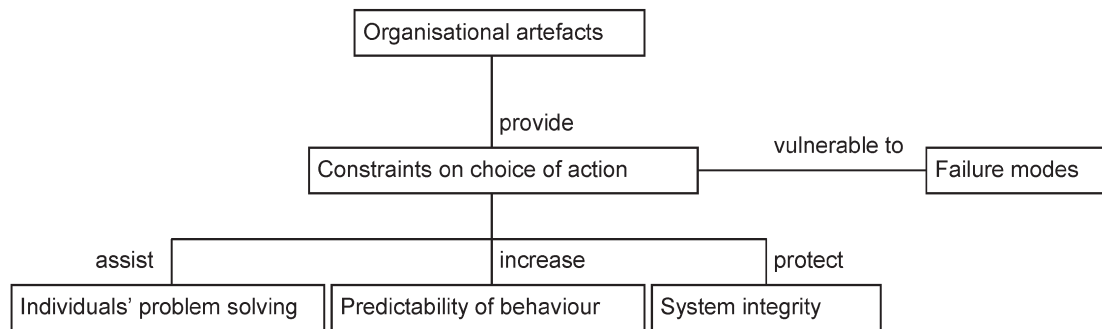 Organisational artefacts
provide
vulnerable to
Constraints on choice of action
Failure modes
assist
increase
protect
Individuals’ problem solving
Predictability of behaviour
System integrity